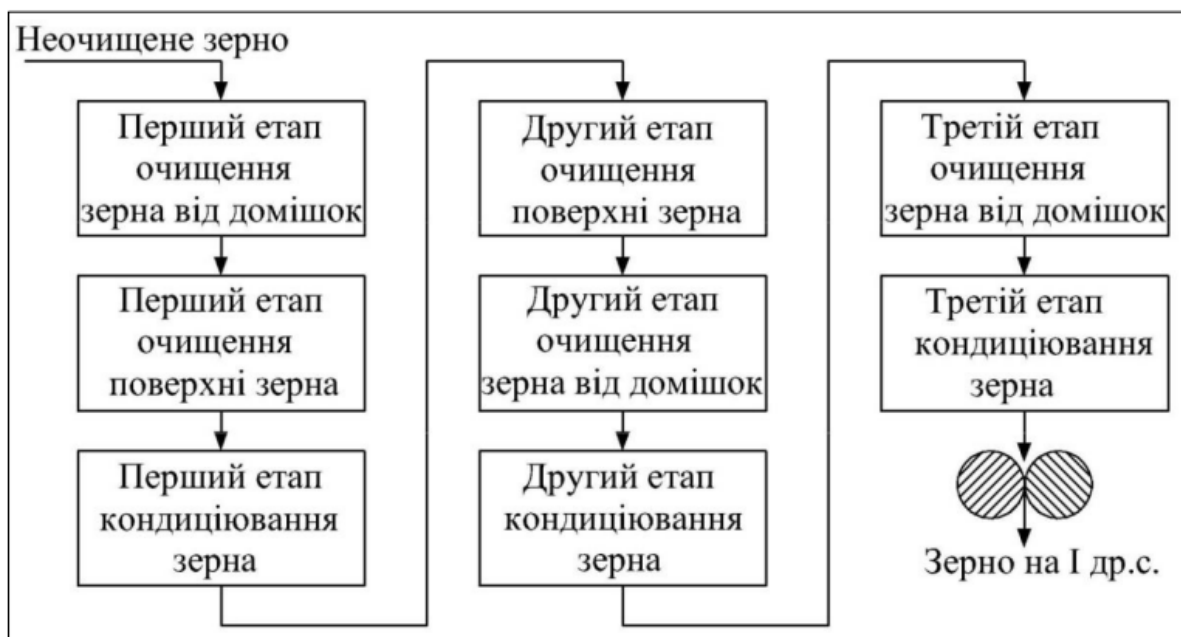 Неочищене зерно
Перший етап
очищення
зерна від домішок
Перший етап
очищення
поверхні зерна
Перший етап
кондиціювання
зерна
Другий етап
очищення
поверхні зерна
Другий етап
очищення
зерна від домішок
Другий етап
кондиціювання
зерна
Третій етап
очищення
зерна від домішок
Третій етап
кондиціювання
зерна
Зерно на І др.с.